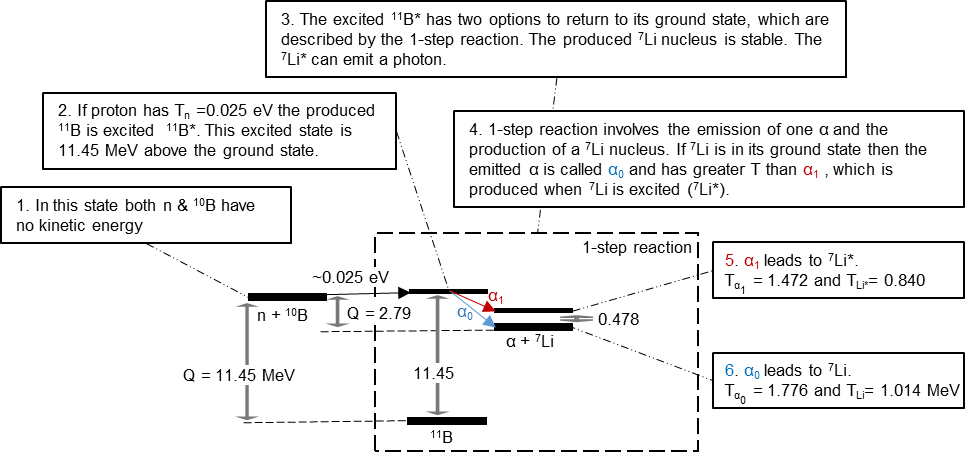 3. The excited ¹¹B* has two options to return to its ground state, which are
described by the 1-step reaction. The produced ⁷Li nucleus is stable. The
⁷Li* can emit a photon.
2. If proton has Tₙ =0.025 eV the produced
¹¹B is excited ¹¹B*. This excited state is
11.45 MeV above the ground state.
4. 1-step reaction involves the emission of one α and the
production of a ⁷Li nucleus. If ⁷Li is in its ground state then the
emitted α is called α₀ and has greater T than α₁ , which is
produced when ⁷Li is excited (⁷Li*).
1. In this state both n & ¹⁰B have
no kinetic energy
1-step reaction
5. α₁ leads to ⁷Li*.
T_α₁ = 1.472 and T_Li*= 0.840
~0.025 eV
α₁
α₀
n + ¹⁰B
Q = 2.79
0.478
α + ⁷Li
6. α₀ leads to ⁷Li.
T_α₀ = 1.776 and T_Li= 1.014 MeV
Q = 11.45 MeV
11.45
¹¹B